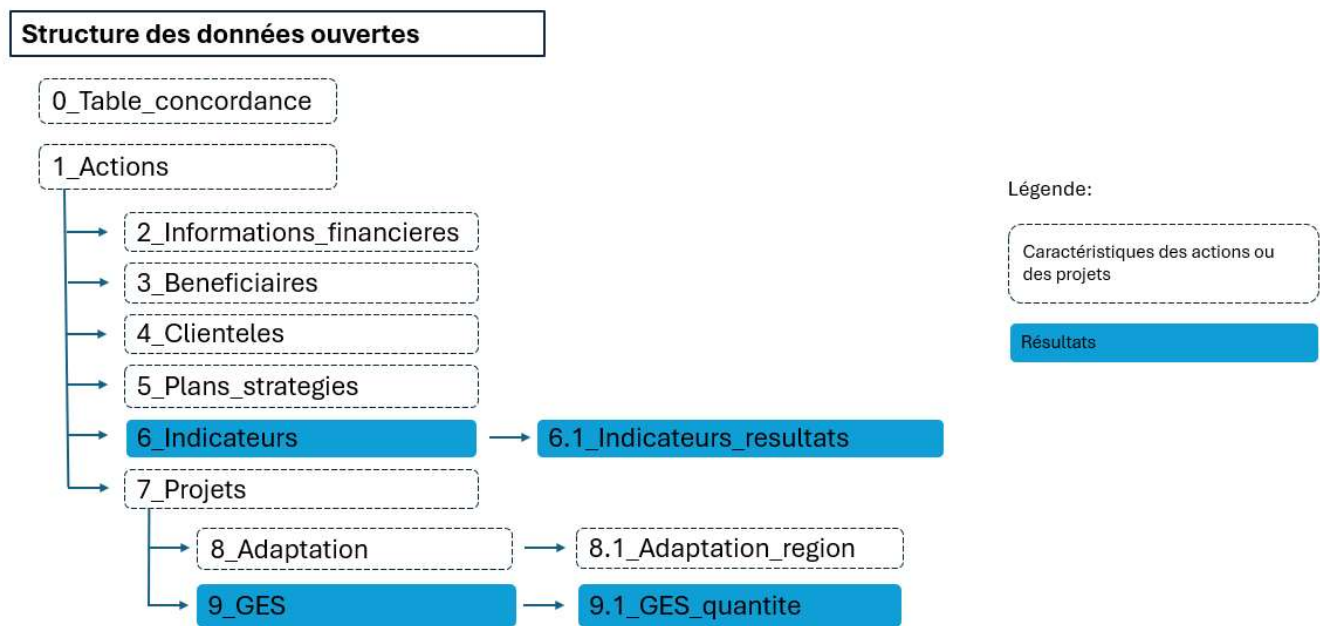 Structure des données ouvertes
0_Table_concordance
1_Actions
2_Informations_financieres
3_Beneficiaires
4_Clienteles
5_Plans_strategies
6_Indicateurs
6.1_Indicateurs_resultats
7_Projets
8_Adaptation
8.1_Adaptation_region
9_GES
9.1_GES_quantite
Légende:
Caractéristiques des actions ou
des projets
Résultats